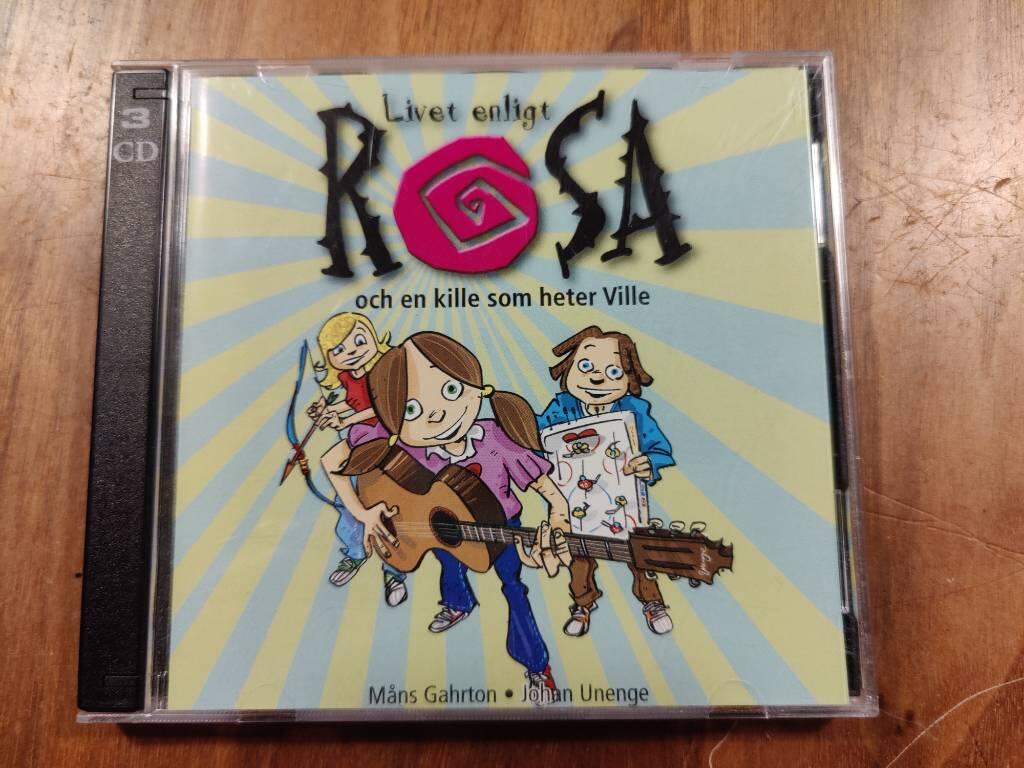 3
CD
Livet enligt
ROSA
och en kille som heter Ville
Måns Gahrton • Johan Unenge